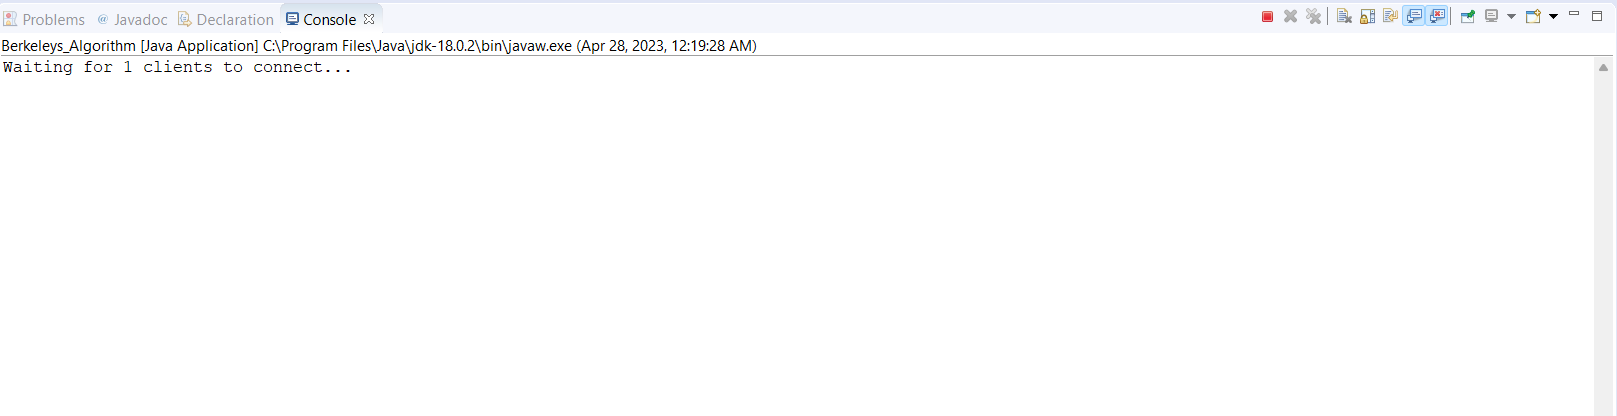 Problems @ Javadoc Declaration Console
Berkeleys_Algorithm [Java Application] C:\Program Files\Java\jdk-18.0.2\bin\javaw.exe (Apr 28, 2023, 12:19:28 AM)
Waiting for 1 clients to connect...